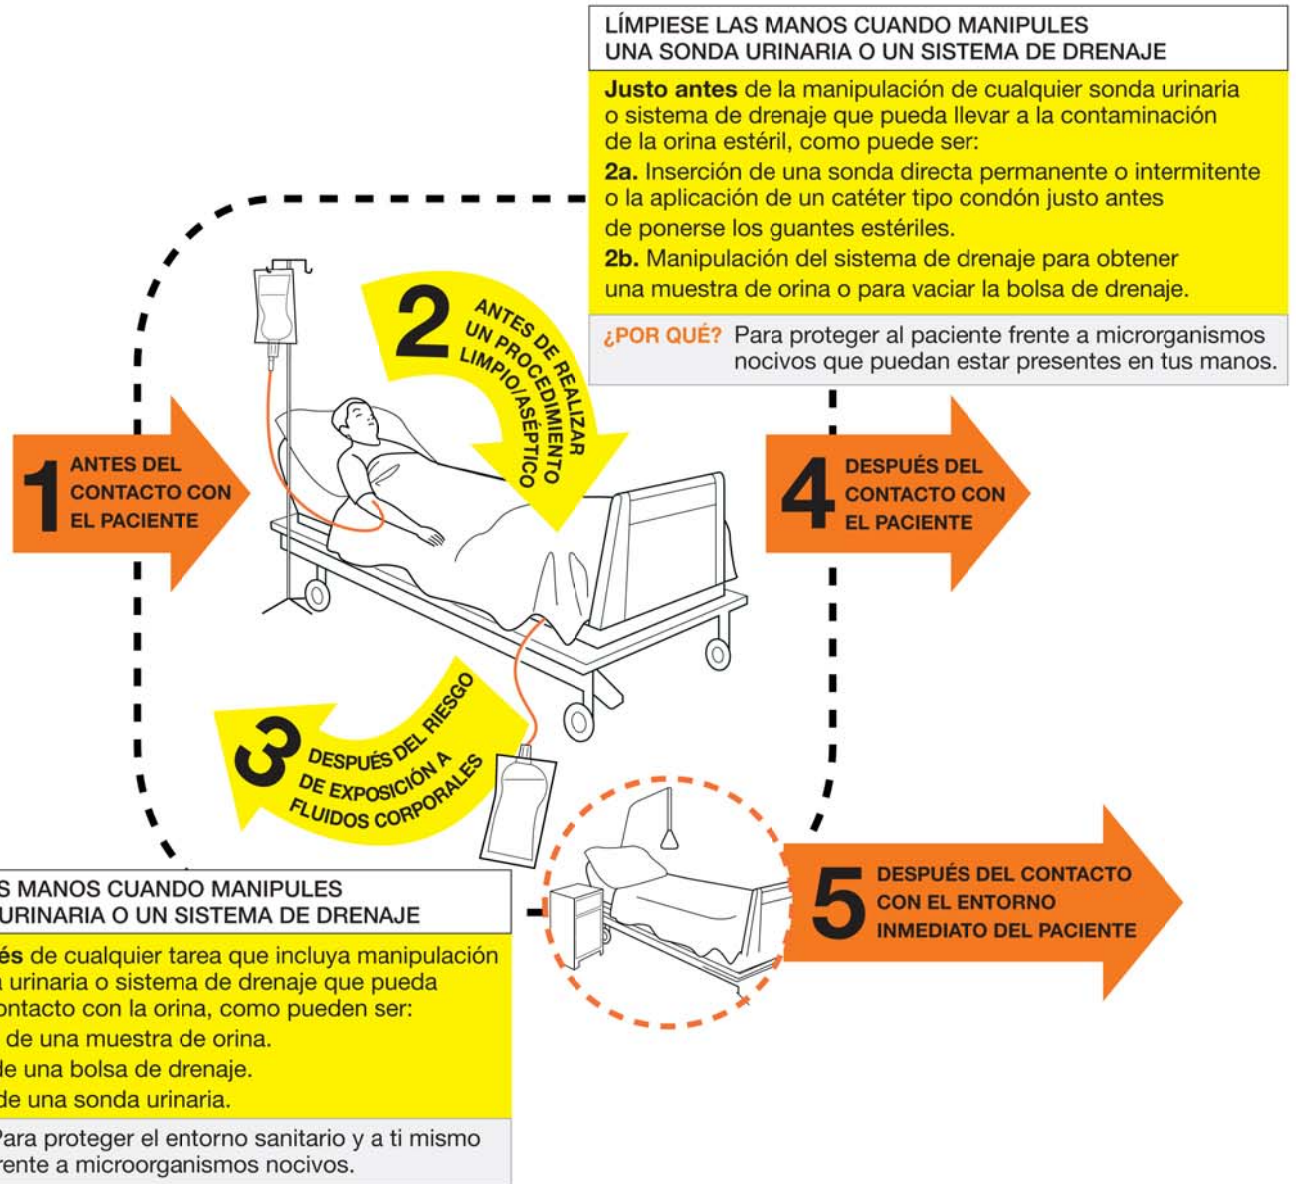 LÍMPIESE LAS MANOS CUANDO MANIPULES
UNA SONDA URINARIA O UN SISTEMA DE DRENAJE
Justo antes de la manipulación de cualquier sonda urinaria
o sistema de drenaje que pueda llevar a la contaminación
de la orina estéril, como puede ser:
2a. Inserción de una sonda directa permanente o intermitente
o la aplicación de un catéter tipo condón justo antes
de ponerse los guantes estériles.
2b. Manipulación del sistema de drenaje para obtener
una muestra de orina o para vaciar la bolsa de drenaje.
¿POR QUÉ? Para proteger al paciente frente a microrganismos
nocivos que puedan estar presentes en tus manos.
1
ANTES DEL
CONTACTO CON
EL PACIENTE
2
ANTES DE REALIZAR
UN PROCEDIMIENTO
LIMPIO/ASÉPTICO
3
DESPUÉS DEL RIESGO
DE EXPOSICIÓN A
FLUIDOS CORPORALES
4
DESPUÉS DEL
CONTACTO CON
EL PACIENTE
5
DESPUÉS DEL CONTACTO
CON EL ENTORNO
INMEDIATO DEL PACIENTE
S MANOS CUANDO MANIPULES
URINARIA O UN SISTEMA DE DRENAJE
és de cualquier tarea que incluya manipulación
a urinaria o sistema de drenaje que pueda
ontacto con la orina, como pueden ser:
de una muestra de orina.
de una bolsa de drenaje.
de una sonda urinaria.
Para proteger el entorno sanitario y a ti mismo
rente a microorganismos nocivos.